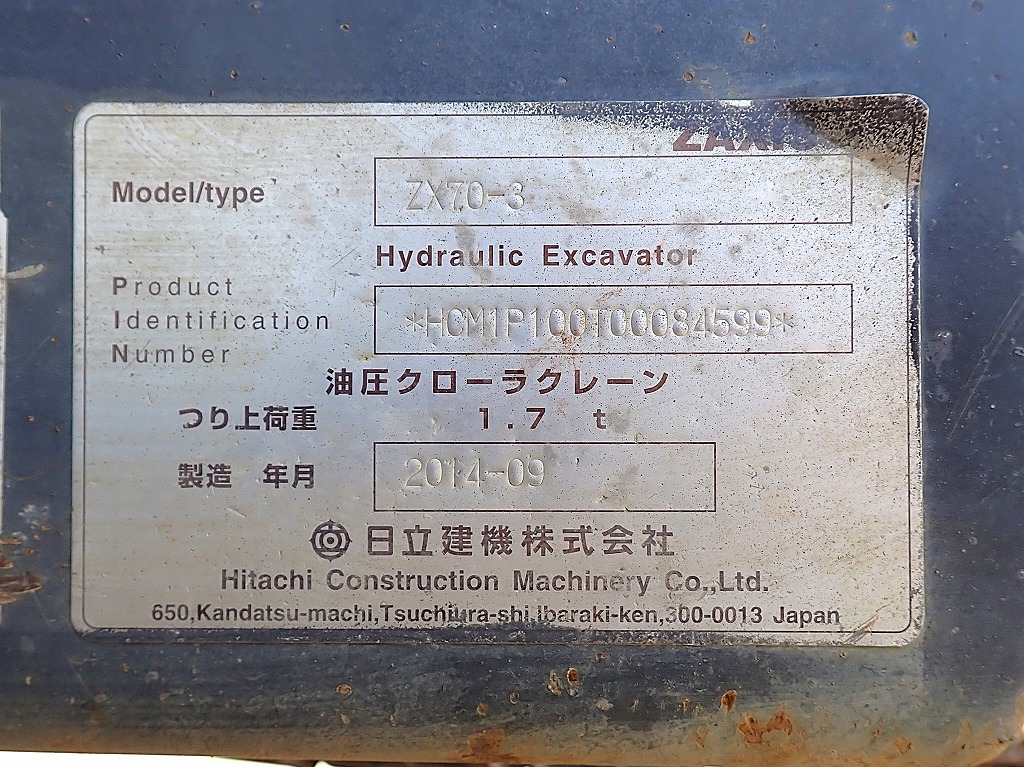 Model/type ZX70-3
Hydraulic Excavator
Product
Identification *HCM1P100T00084599*
Number
油圧クローラクレーン
つり上荷重 1.7 t
製造 年月 2014-09
日立建機株式会社
Hitachi Construction Machinery Co.,Ltd.
650,Kandatsu-machi,Tsuchiura-shi,Ibaraki-ken,300-0013 Japan